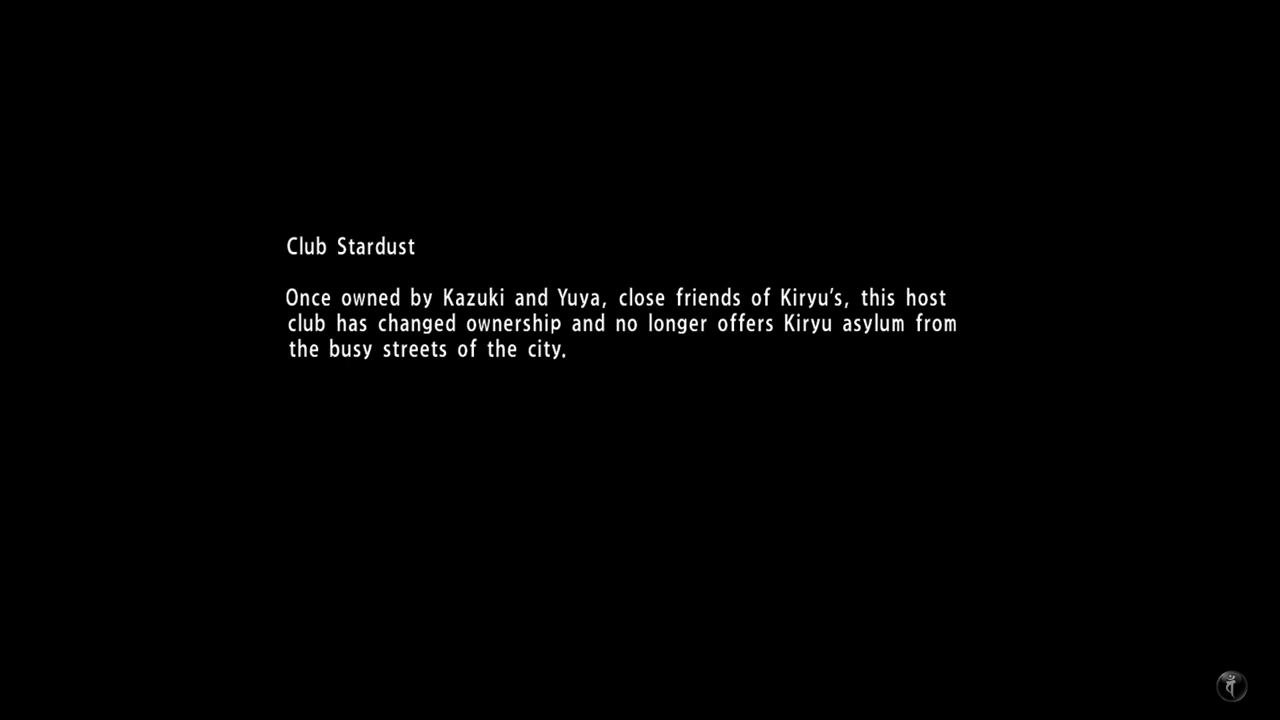 Club Stardust
Once owned by Kazuki and Yuya, close friends of Kiryu's, this host
club has changed ownership and no longer offers Kiryu asylum from
the busy streets of the city.